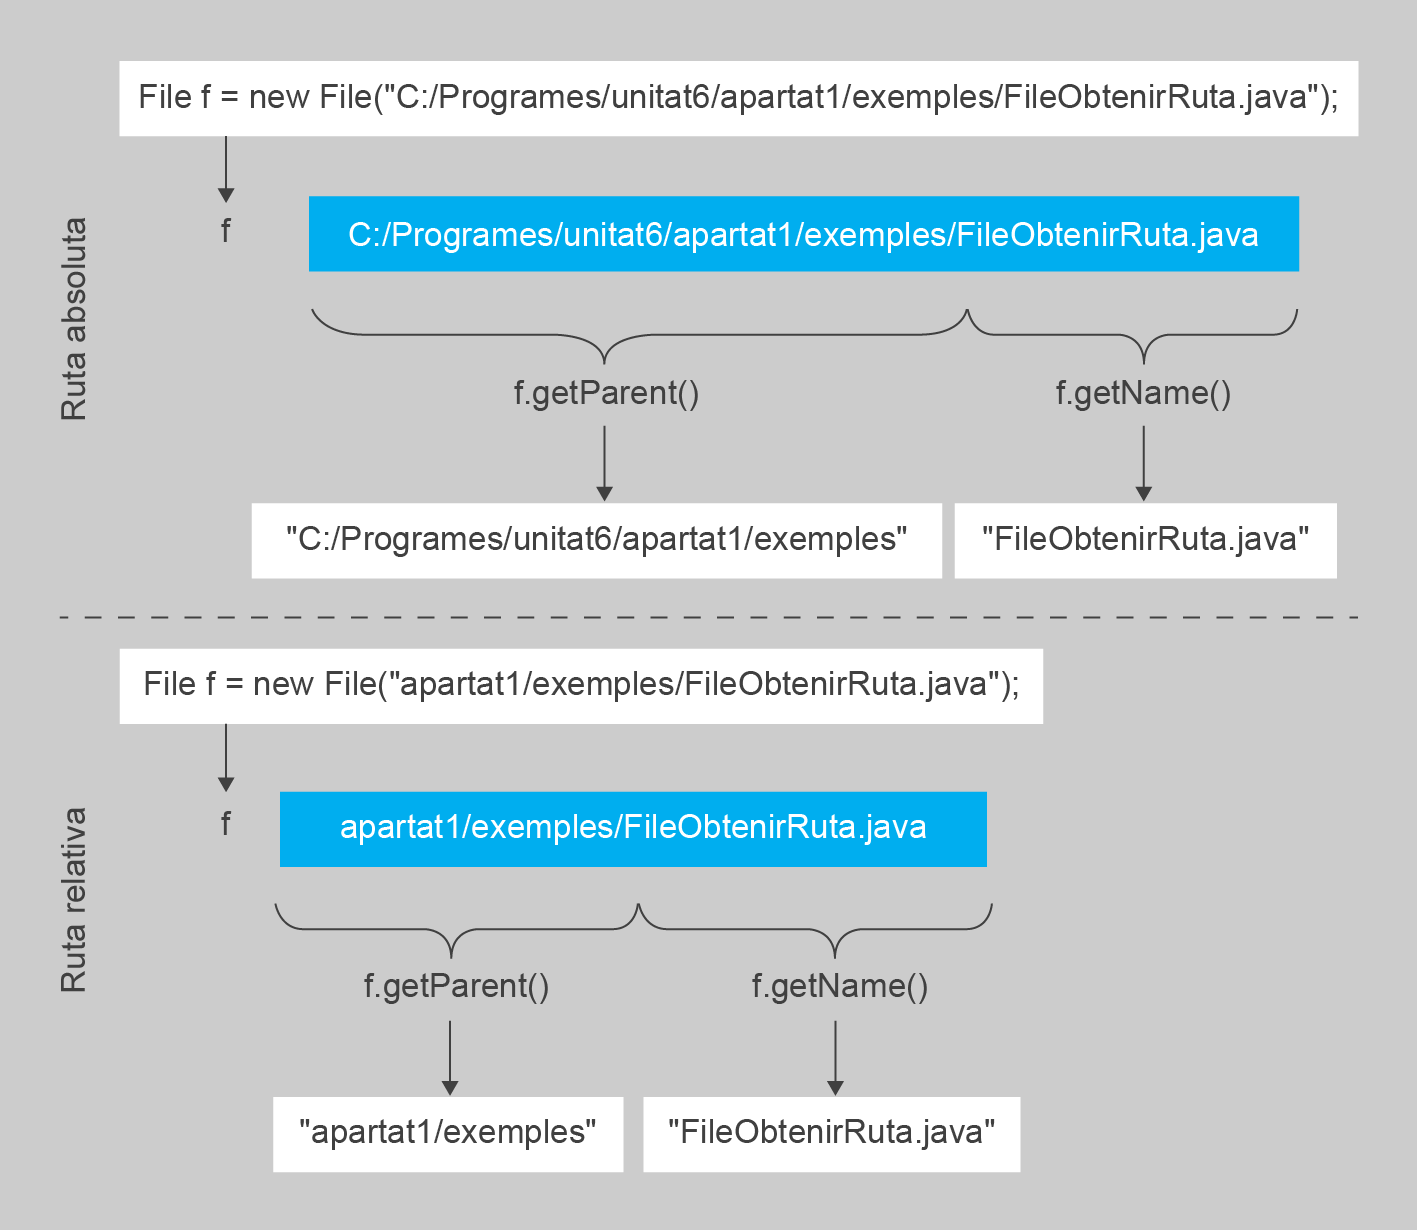 File f = new File("C:/Programes/unitat6/apartat1/exemples/FileObtenirRuta.java");
Ruta absoluta
f
C:/Programes/unitat6/apartat1/exemples/FileObtenirRuta.java
f.getParent()
f.getName()
"C:/Programes/unitat6/apartat1/exemples"
"FileObtenirRuta.java"
File f = new File("apartat1/exemples/FileObtenirRuta.java");
Ruta relativa
f
apartat1/exemples/FileObtenirRuta.java
f.getParent()
f.getName()
"apartat1/exemples"
"FileObtenirRuta.java"